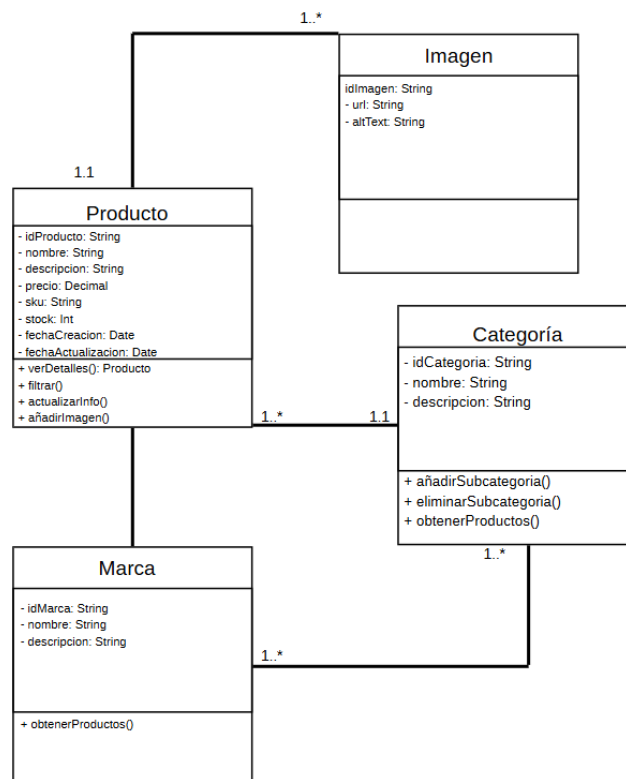 1..*
Imagen
idImagen: String
- url: String
- altText: String
1.1
Producto
- idProducto: String
- nombre: String
- descripcion: String
- precio: Decimal
- sku: String
- stock: Int
- fechaCreacion: Date
- fechaActualizacion: Date
+ verDetalles(): Producto
+ filtrar()
+ actualizarInfo()
+ añadirImagen()
Categoría
- idCategoria: String
- nombre: String
- descripcion: String
1..*
1.1
+ añadirSubcategoria()
+ eliminarSubcategoria()
+ obtenerProductos()
1..*
Marca
- idMarca: String
- nombre: String
- descripcion: String
1..*
+ obtenerProductos()